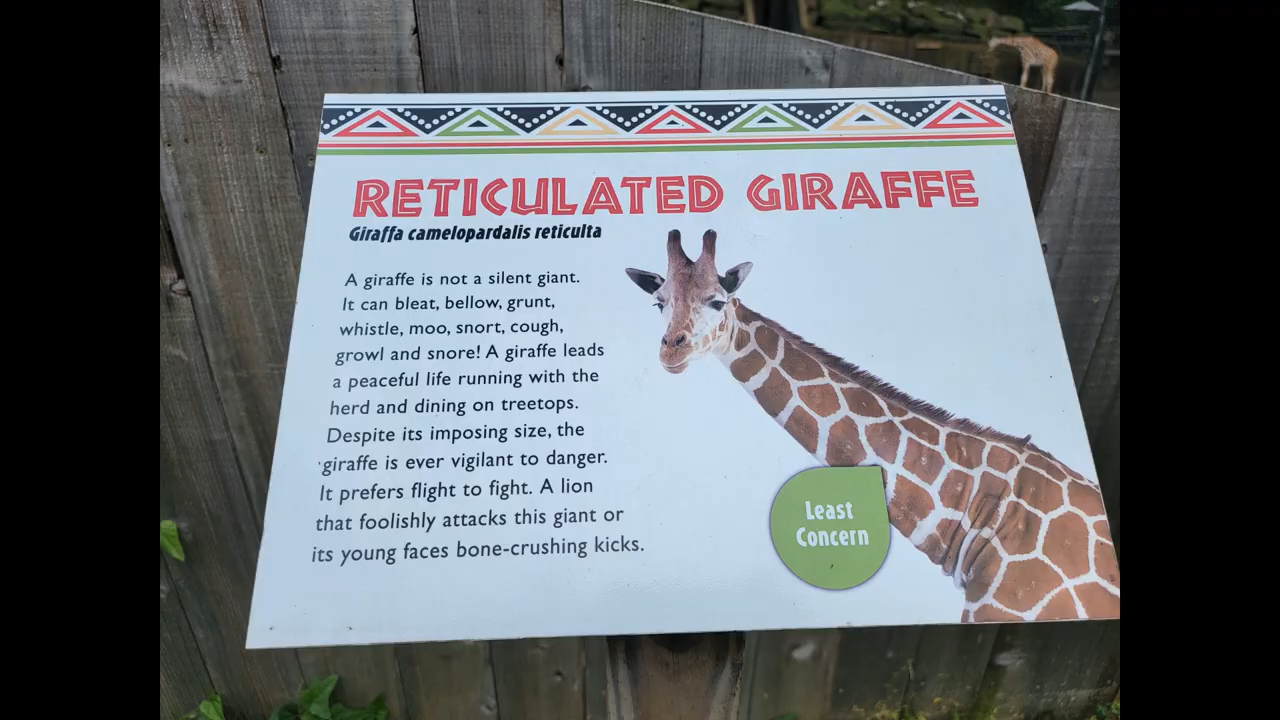 RETICULATED GIRAFFE
Giraffa camelopardalis reticulta
A giraffe is not a silent giant.
It can bleat, bellow, grunt,
whistle, moo, snort, cough,
growl and snore! A giraffe leads
a peaceful life running with the
herd and dining on treetops.
Despite its imposing size, the
giraffe is ever vigilant to danger.
It prefers flight to fight. A lion
that foolishly attacks this giant or
its young faces bone-crushing kicks.
Least
Concern